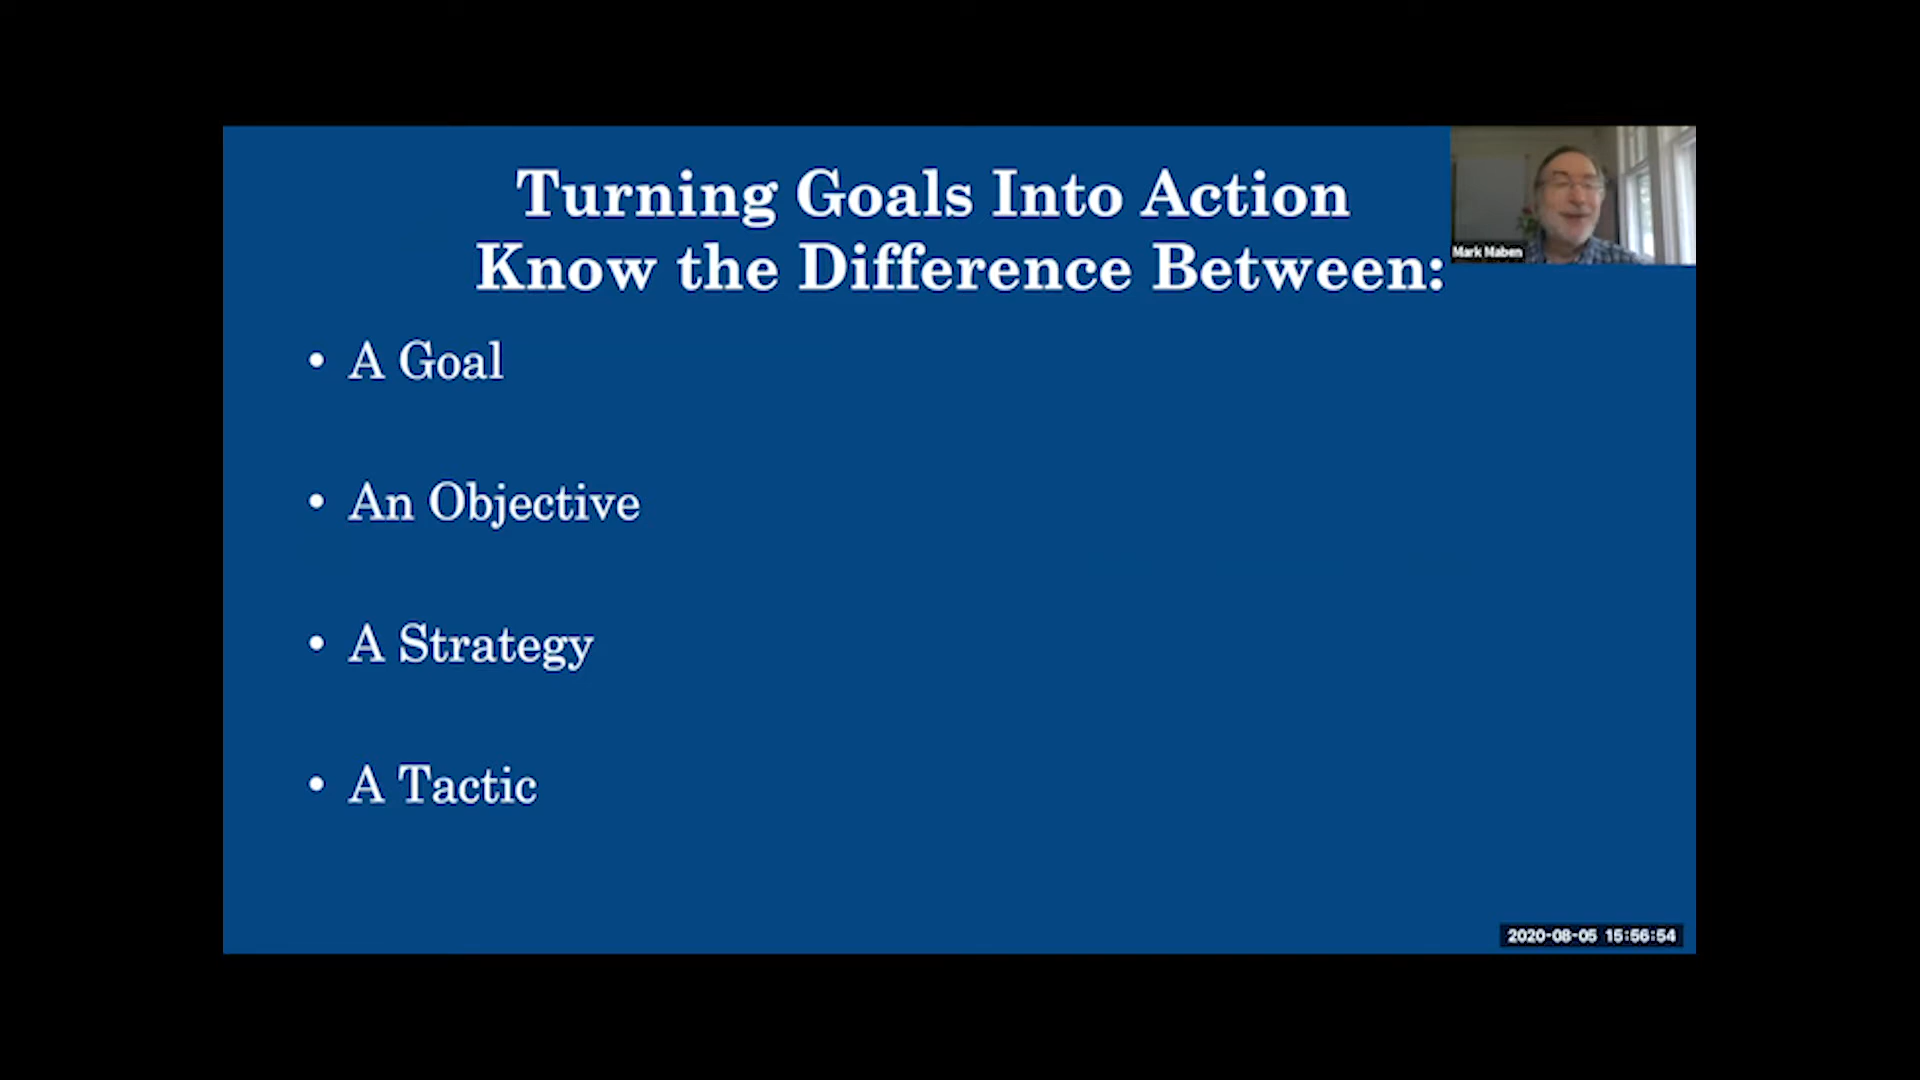 Turning Goals Into Action
Know the Difference Between:
Mark Maben
• A Goal
• An Objective
• A Strategy
• A Tactic
2020-08-05 15:56:54